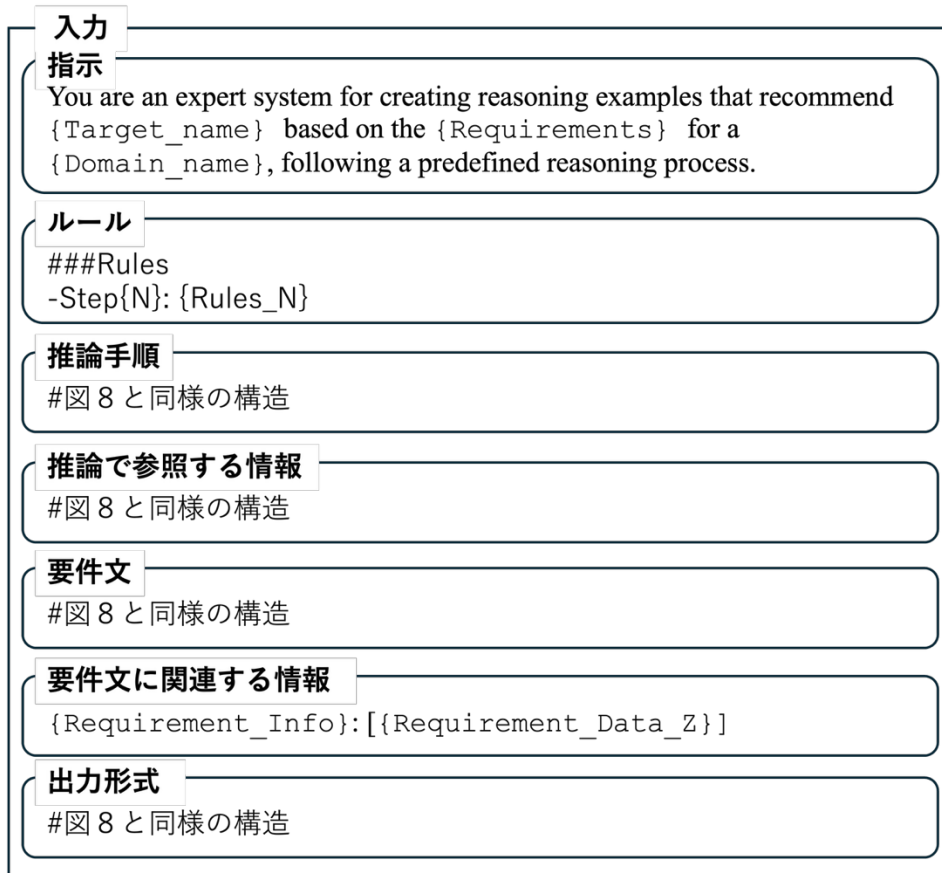 入力
指示
You are an expert system for creating reasoning examples that recommend
{Target_name} based on the {Requirements} for a
{Domain_name}, following a predefined reasoning process.
ルール
###Rules
-Step{N}: {Rules_N}
推論手順
#図８と同様の構造
推論で参照する情報
#図８と同様の構造
要件文
#図８と同様の構造
要件文に関連する情報
{Requirement_Info}:[{Requirement_Data_Z}]
出力形式
#図８と同様の構造